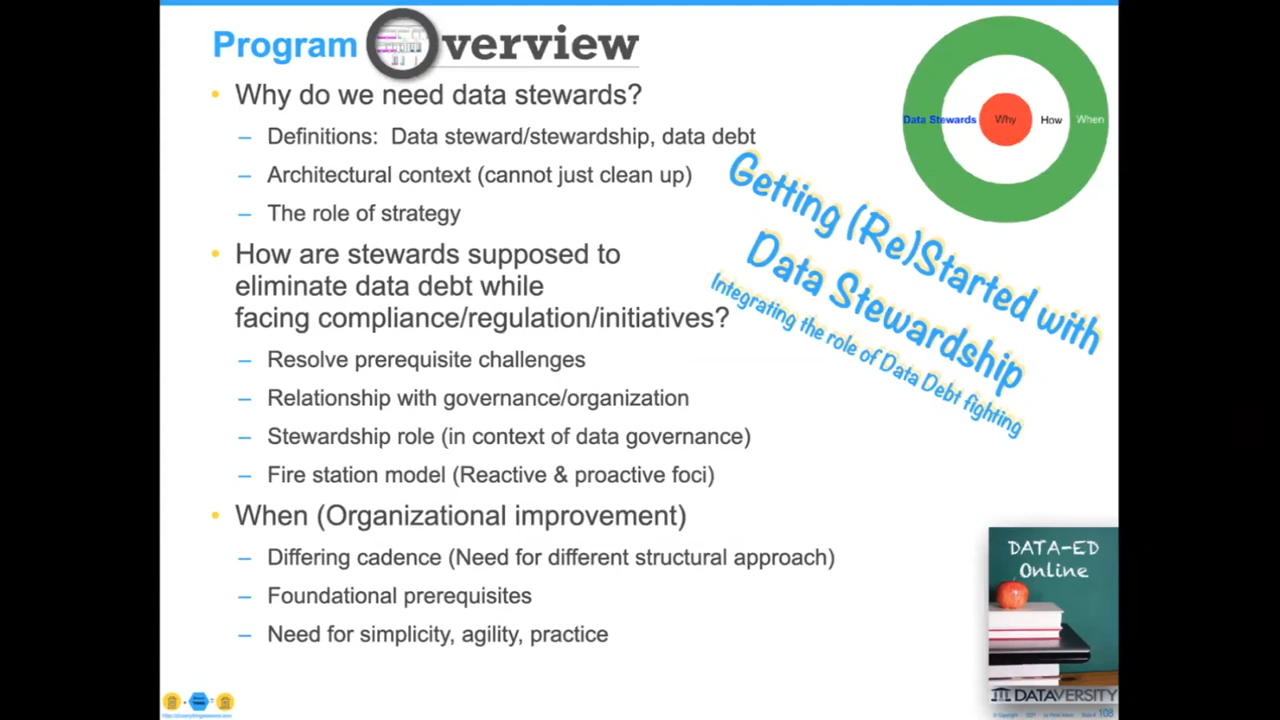 Program Overview
• Why do we need data stewards?
– Definitions: Data steward/stewardship, data debt
– Architectural context (cannot just clean up)
– The role of strategy
• How are stewards supposed to
eliminate data debt while
facing compliance/regulation/initiatives?
– Resolve prerequisite challenges
– Relationship with governance/organization
– Stewardship role (in context of data governance)
– Fire station model (Reactive & proactive foci)
• When (Organizational improvement)
– Differing cadence (Need for different structural approach)
– Foundational prerequisites
– Need for simplicity, agility, practice
Data Stewards Why How When
Getting (Re)Started with
Data Stewardship
Integrating the role of Data Debt fighting
DATA-ED
Online
DATAVERSITY
108